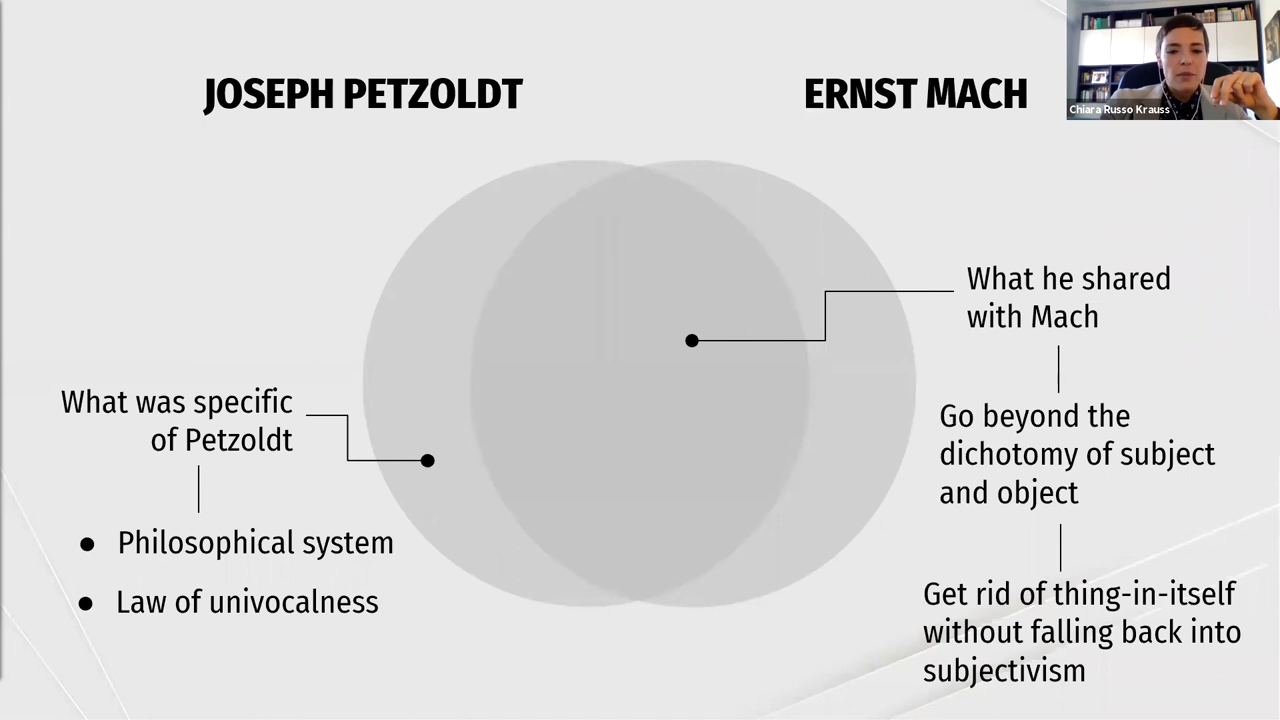 JOSEPH PETZOLDT
ERNST MACH
Chiara Russo Krauss
What he shared
with Mach
Go beyond the
dichotomy of subject
and object
Get rid of thing-in-itself
without falling back into
subjectivism
What was specific
of Petzoldt
● Philosophical system
● Law of univocalness